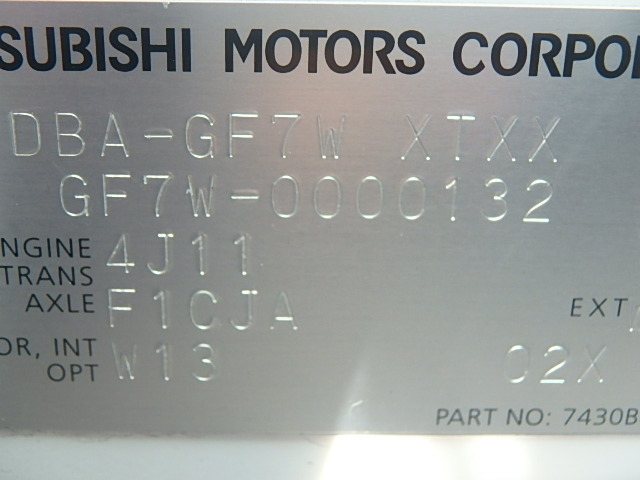 SUBISHI MOTORS CORPO
DBA-GF7W XTXX
GF7W-0000132
NGINE 4J11
TRANS
AXLE F1CJA EXT
OR, INT
OPT W13 02X
PART NO: 7430B